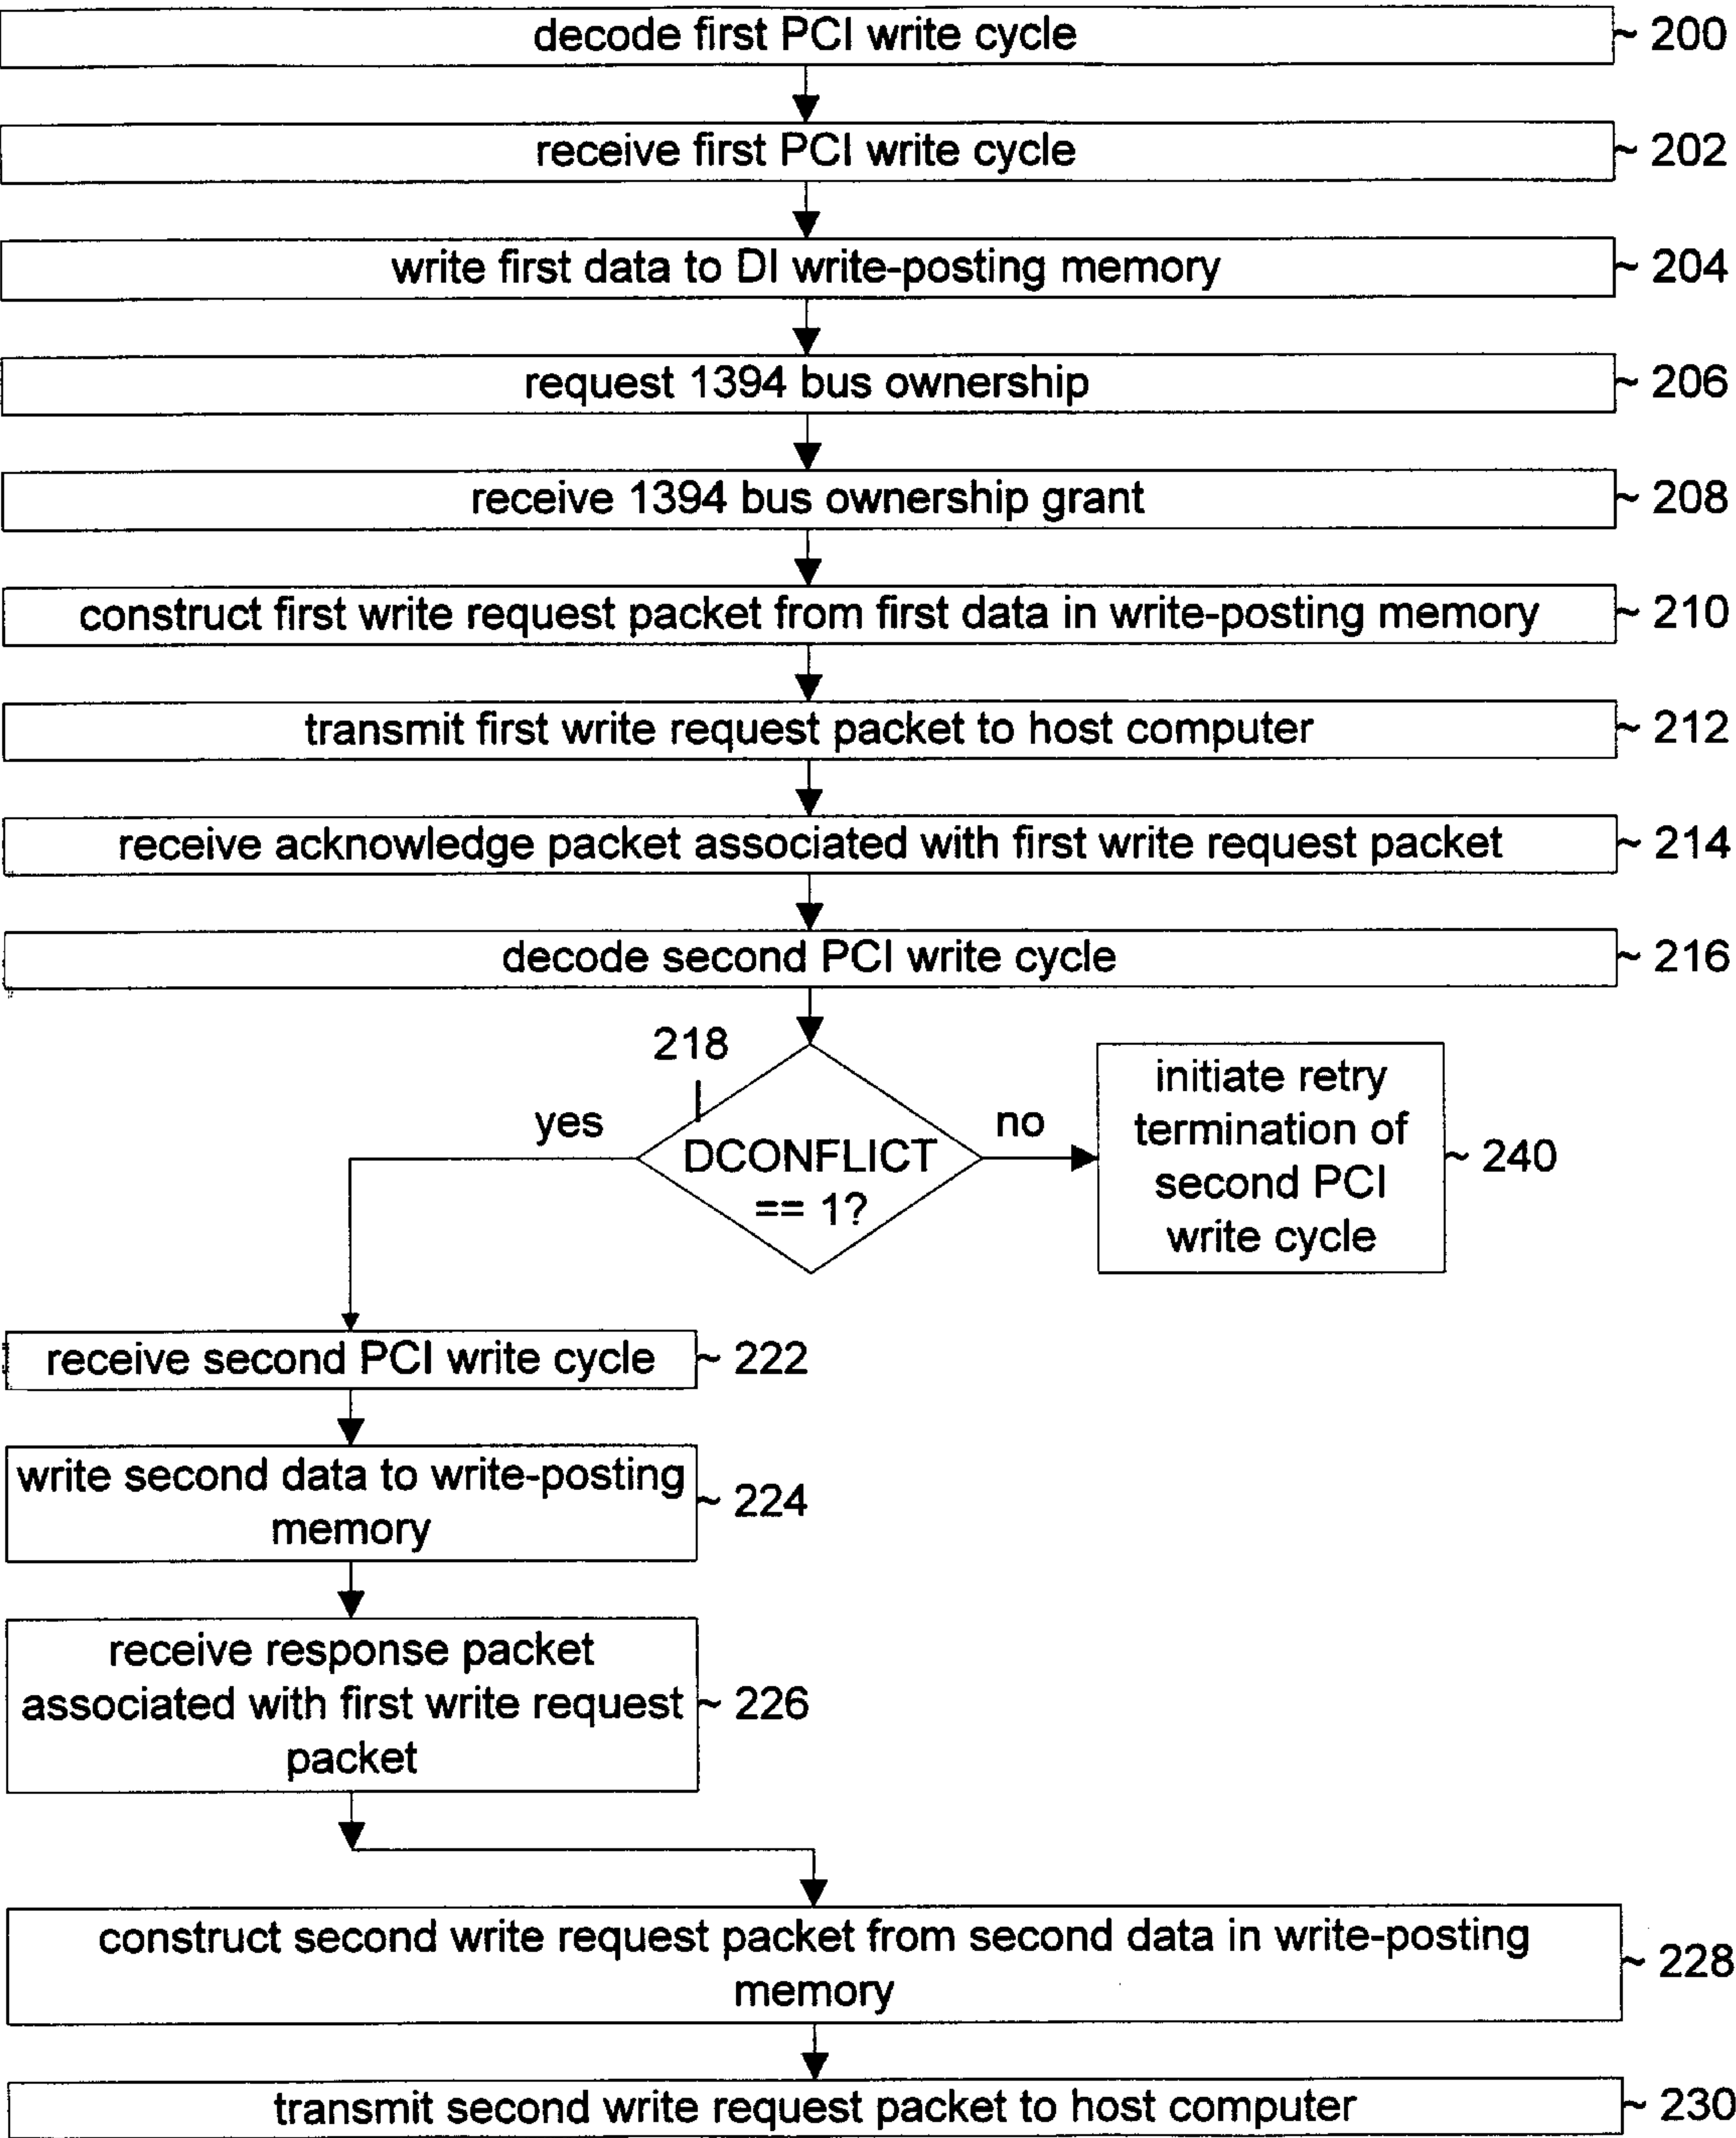 decode first PCI write cycle ~ 200
receive first PCI write cycle ~ 202
write first data to DI write-posting memory ~ 204
request 1394 bus ownership ~ 206
receive 1394 bus ownership grant ~ 208
construct first write request packet from first data in write-posting memory ~ 210
transmit first write request packet to host computer ~ 212
receive acknowledge packet associated with first write request packet ~ 214
decode second PCI write cycle ~ 216
218
yes
DCONFLICT
== 1?
no
initiate retry
termination of
second PCI
write cycle
~ 240
receive second PCI write cycle ~ 222
write second data to write-posting
memory
~ 224
receive response packet
associated with first write request
packet
~ 226
construct second write request packet from second data in write-posting
memory
~ 228
transmit second write request packet to host computer ~ 230